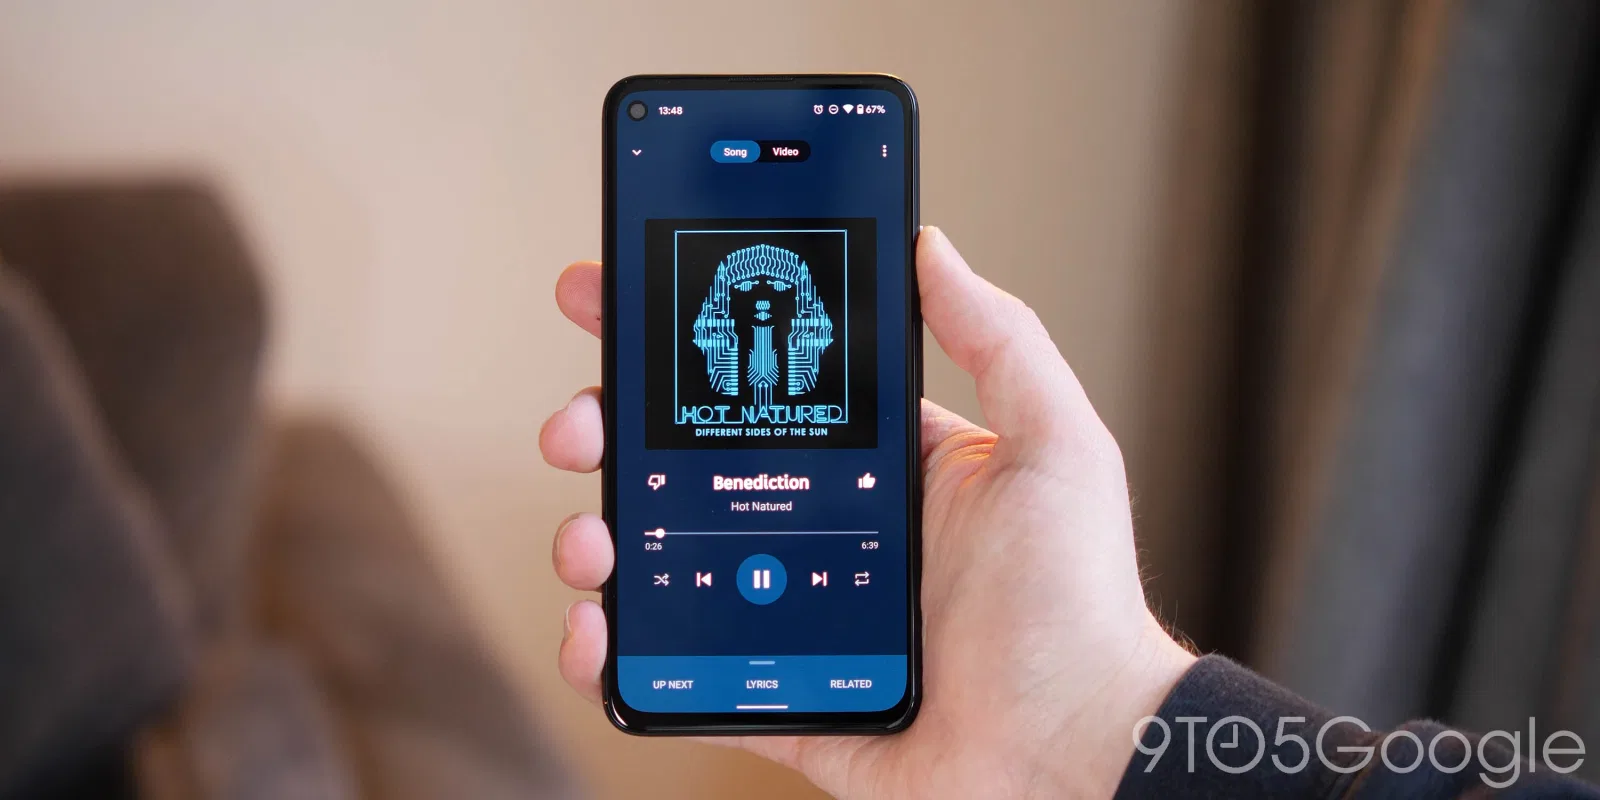 13:48
67%
Song
Video
HOT NATURED
DIFFERENT SIDES OF THE SUN
Benediction
Hot Natured
0:26
6:39
UP NEXT
LYRICS
RELATED
9TO5Google